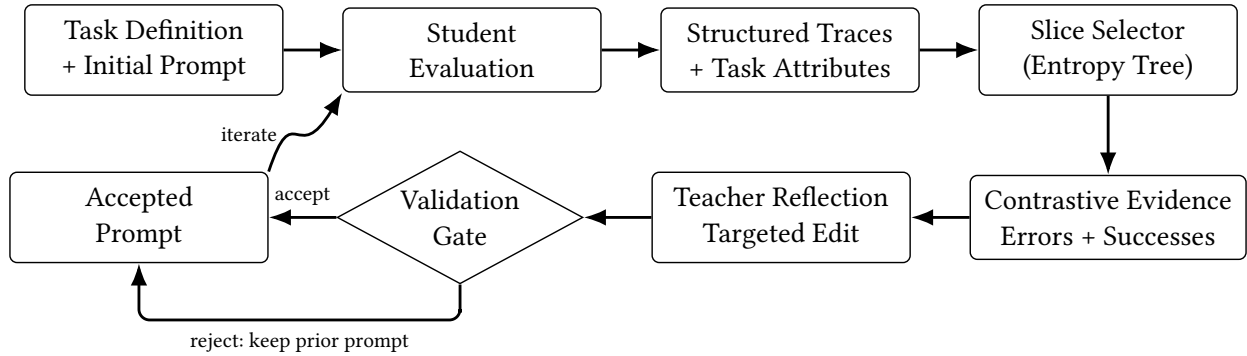 Task Definition
+ Initial Prompt
Student
Evaluation
Structured Traces
+ Task Attributes
Slice Selector
(Entropy Tree)
iterate
Accepted
Prompt
accept
Validation
Gate
Teacher Reflection
Targeted Edit
Contrastive Evidence
Errors + Successes
reject: keep prior prompt